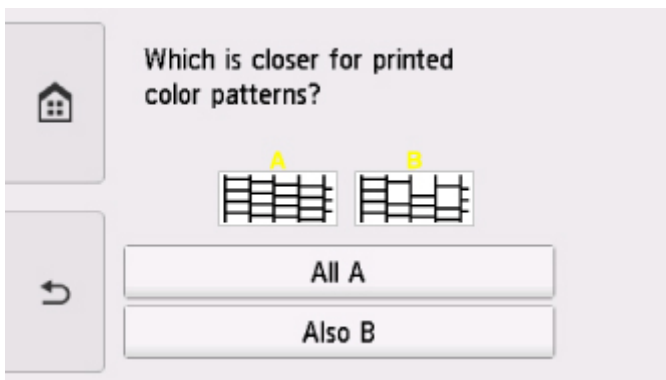 Which is closer for printed
color patterns?
A B
All A
Also B